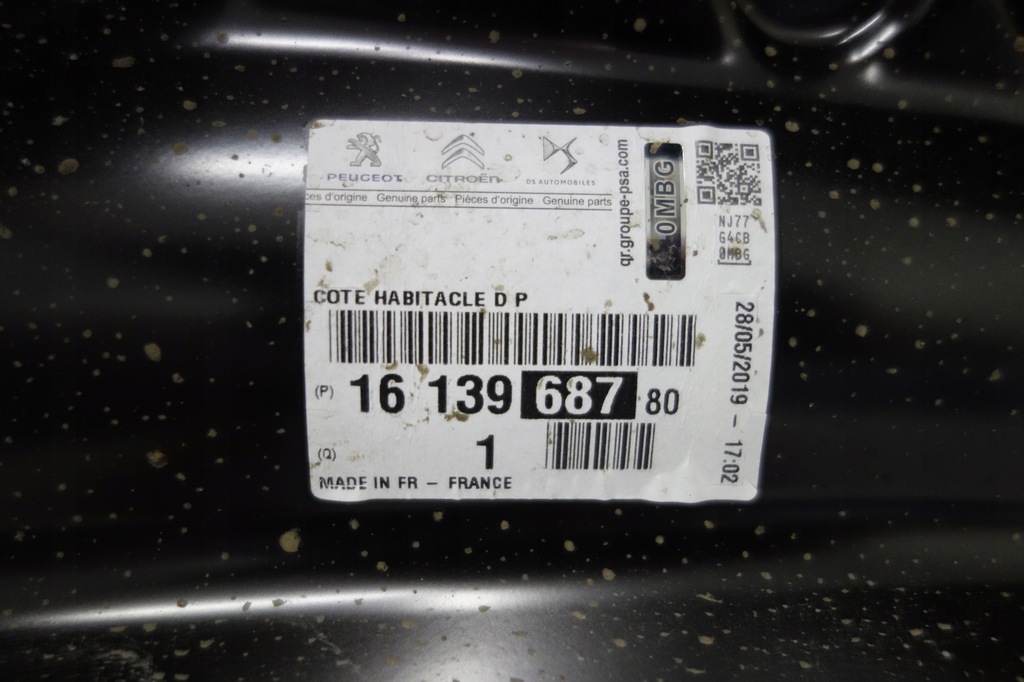 PEUGEOT CITROËN DS AUTOMOBILES
ces d'origine Genuine parts Pièces d'origine Genuine parts
qr.groupe-psa.com
0MBG
NJ77
G4CB
0MBG
COTE HABITACLE D P
(P) 16 139 687 80
(Q) 1
MADE IN FR – FRANCE
28/05/2019 – 17:02